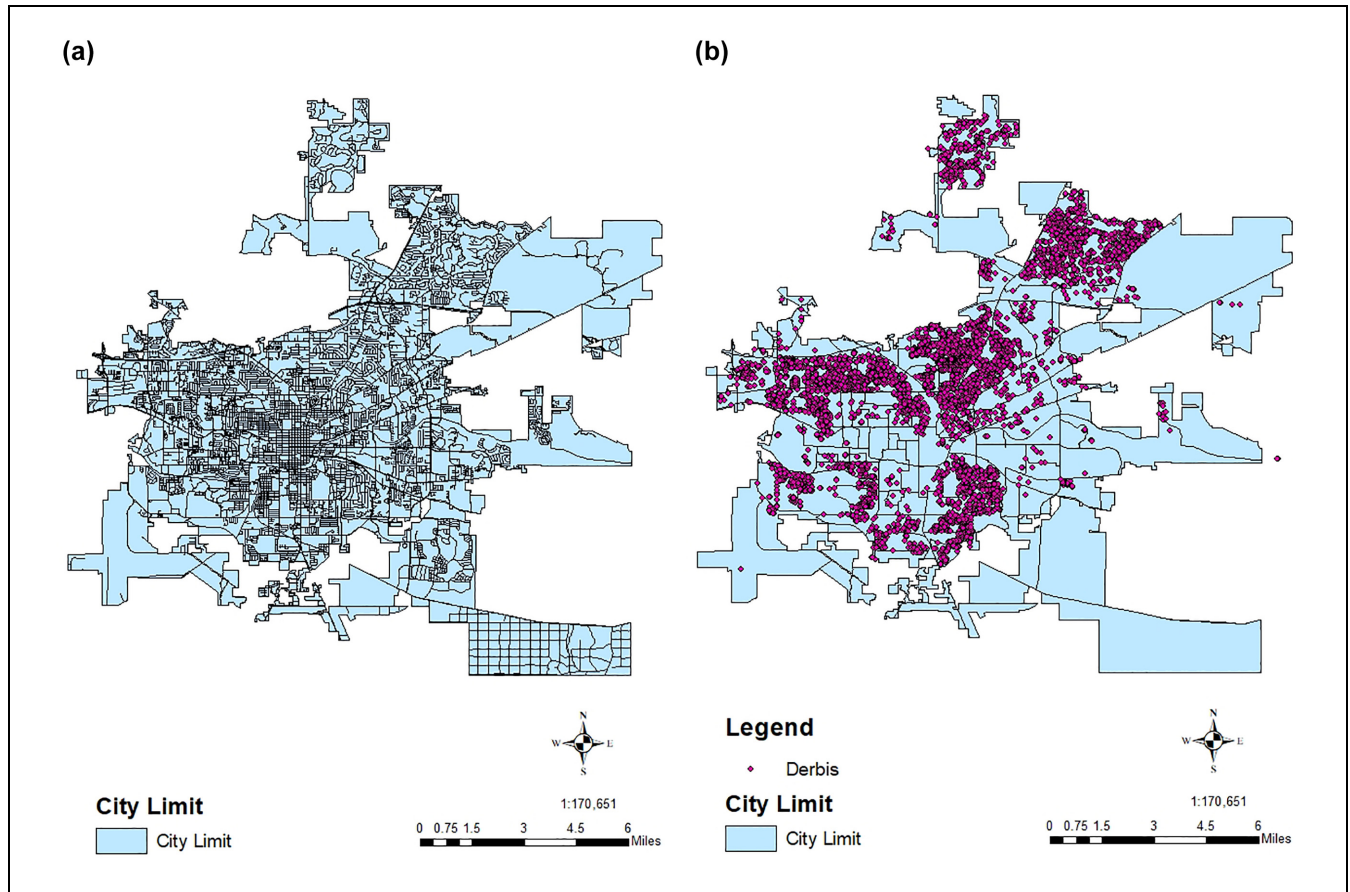 (a)
(b)
N
W E
S
City Limit
City Limit
1:170,651
0 0.75 1.5 3 4.5 6
Miles
N
W E
S
Legend
Derbis
City Limit
City Limit
1:170,651
0 0.75 1.5 3 4.5 6
Miles